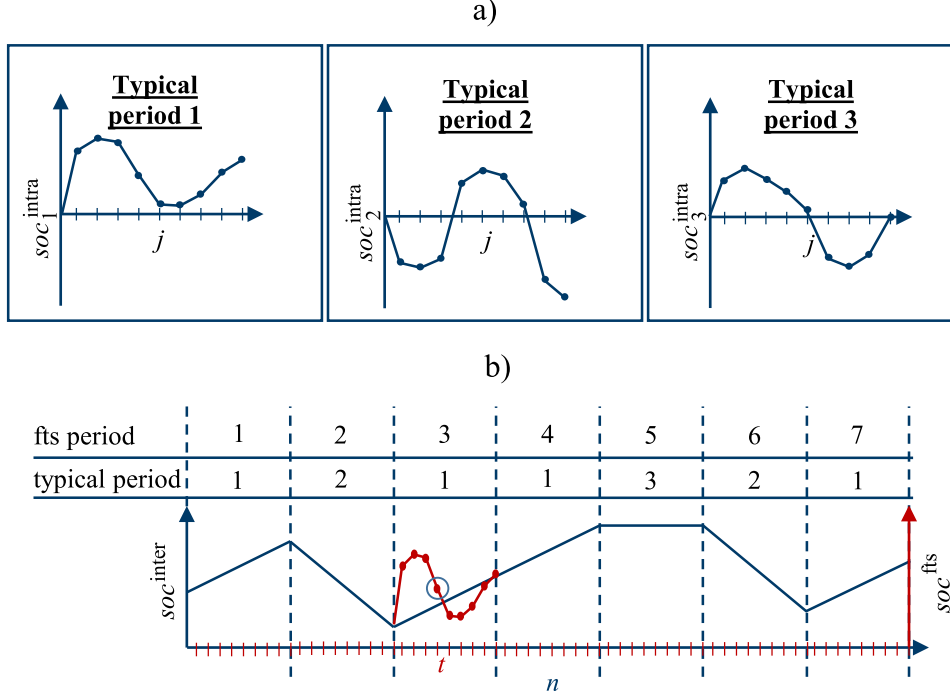 a)
Typical
period 1
Typical
period 2
Typical
period 3
soc 1 intra
j
soc 2 intra
j
soc 3 intra
j
b)
fts period 1 2 3 4 5 6 7
typical period 1 2 1 1 3 2 1
soc inter
soc fts
t
n